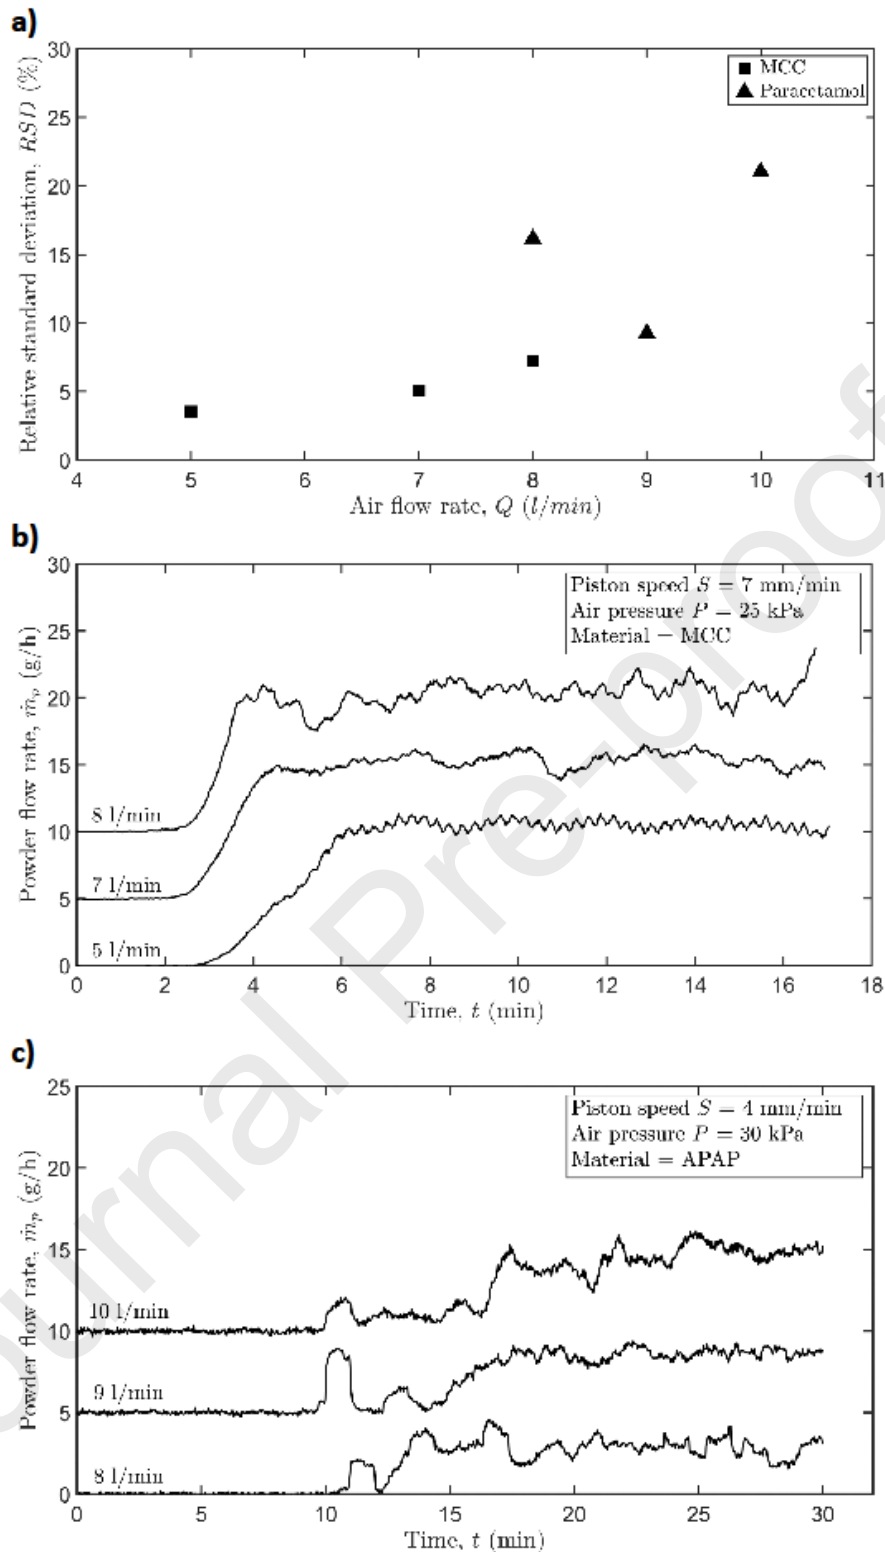 a)
30
25
20
15
10
5
0
Relative standard deviation, RSD (%)
MCC
Paracetamol
4 5 6 7 8 9 10 11
Air flow rate, Q (l/min)
b)
30
25
20
15
10
5
0
Powder flow rate, ṁp (g/h)
Piston speed S = 7 mm/min
Air pressure P = 25 kPa
Material = MCC
8 l/min
7 l/min
5 l/min
0 2 4 6 8 10 12 14 16 18
Time, t (min)
c)
25
20
15
10
5
0
Powder flow rate, ṁp (g/h)
Piston speed S = 4 mm/min
Air pressure P = 30 kPa
Material = APAP
10 l/min
9 l/min
8 l/min
0 5 10 15 20 25 30
Time, t (min)
ournal Pre-proof